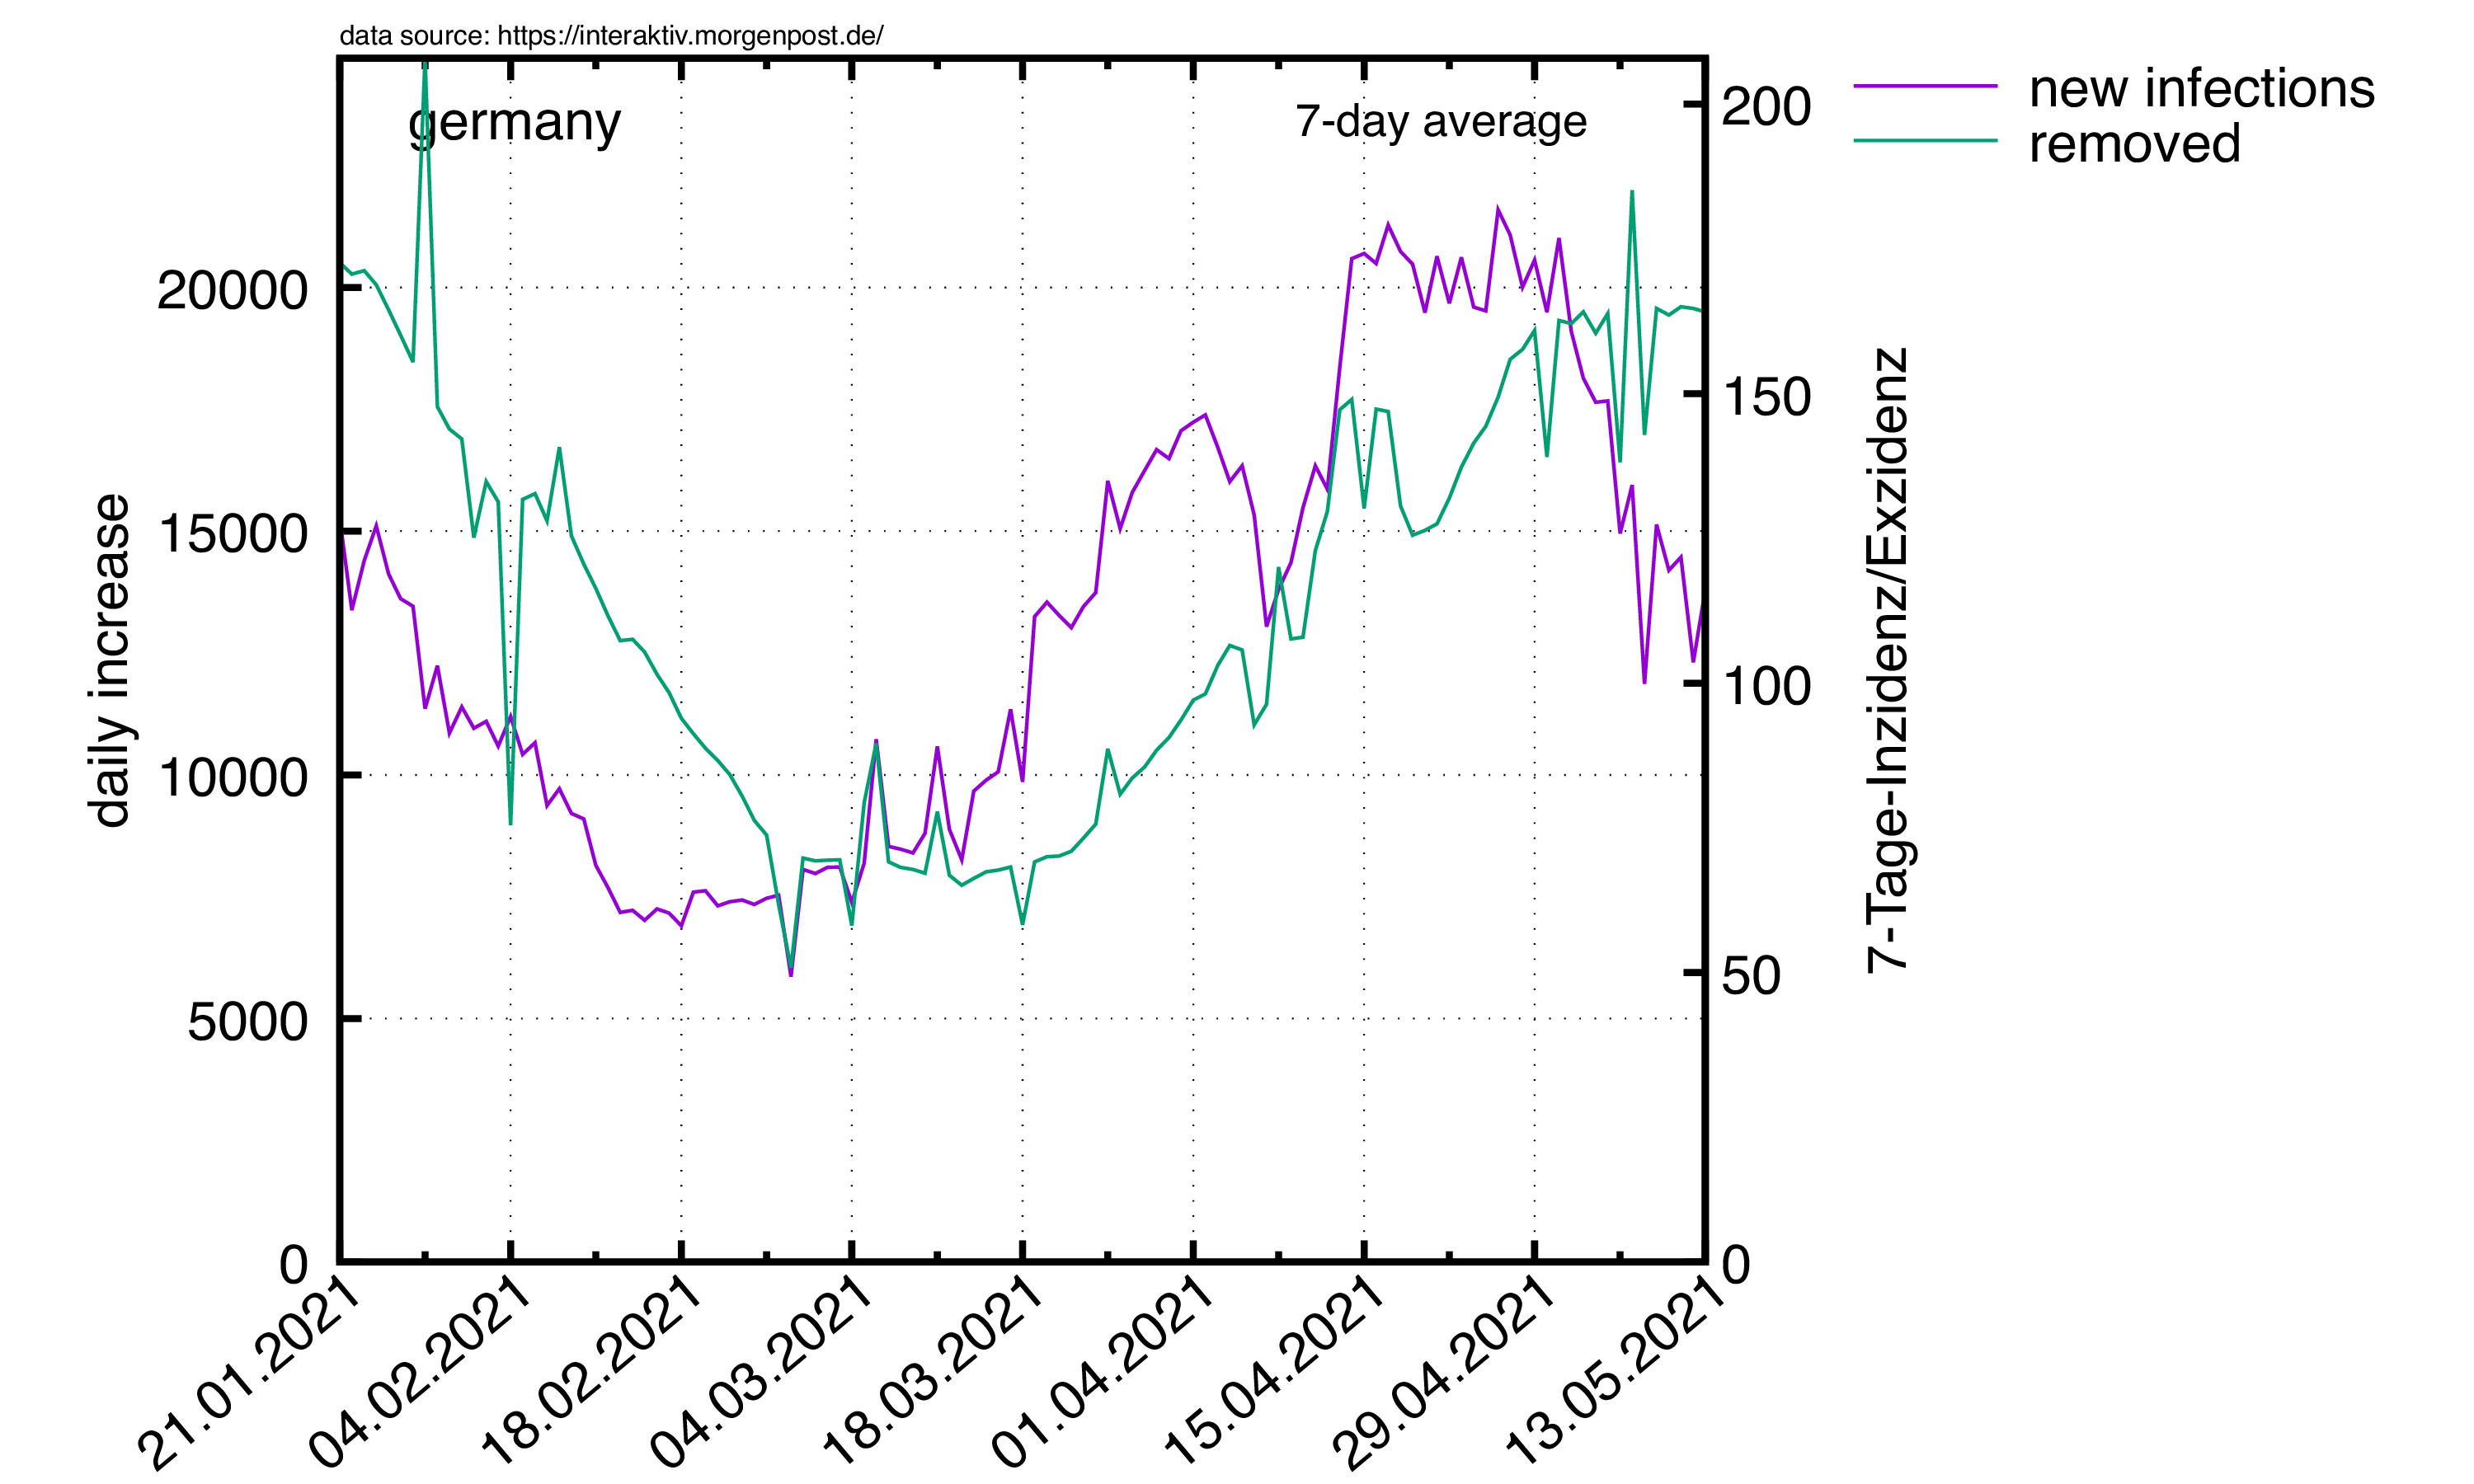 data source: https://interaktiv.morgenpost.de/
germany
7-day average
new infections
removed
daily increase
20000
15000
10000
5000
0
200
150
100
50
0
7-Tage-Inzidenz/Exzidenz
21.01.2021
04.02.2021
18.02.2021
04.03.2021
18.03.2021
01.04.2021
15.04.2021
29.04.2021
13.05.2021